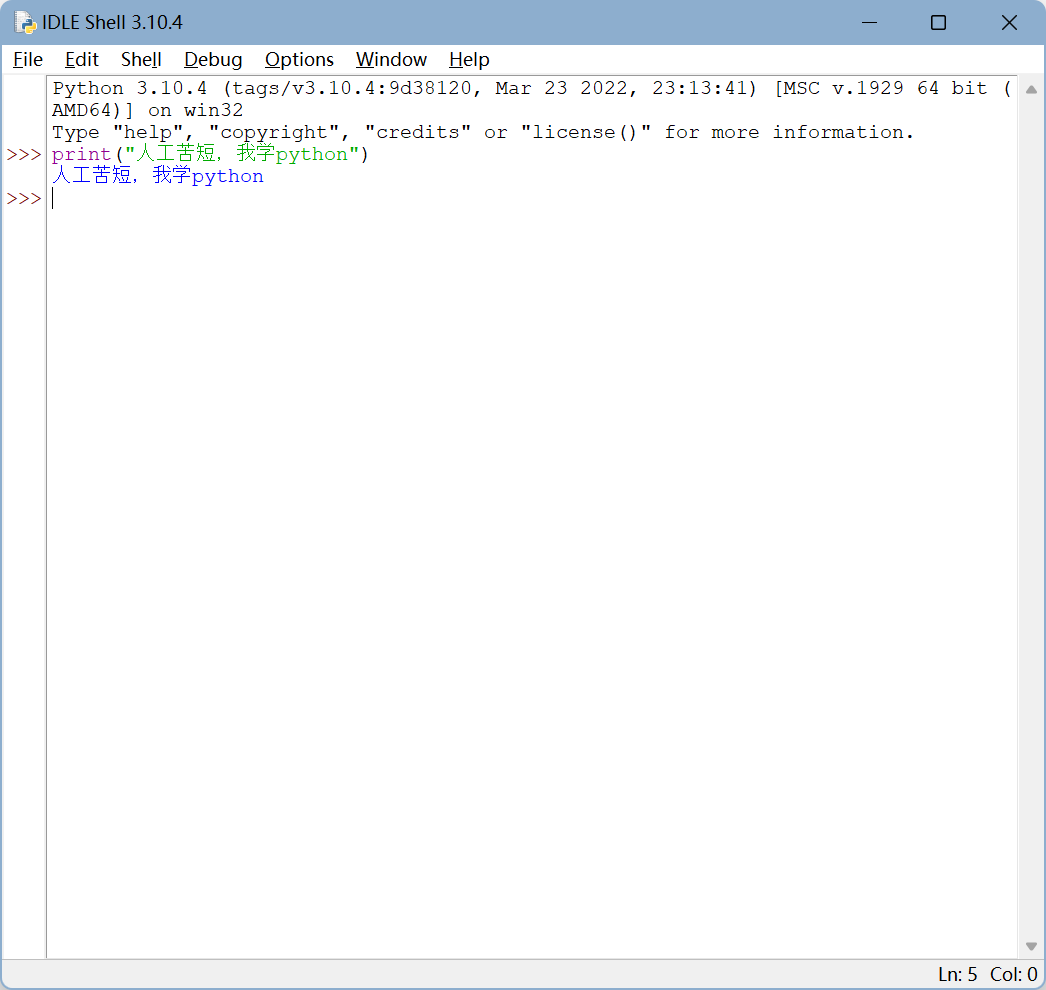 IDLE Shell 3.10.4
File Edit Shell Debug Options Window Help
Python 3.10.4 (tags/v3.10.4:9d38120, Mar 23 2022, 23:13:41) [MSC v.1929 64 bit (
AMD64)] on win32
Type "help", "copyright", "credits" or "license()" for more information.
>>> print("人工苦短，我学python")
人工苦短，我学python
>>>
Ln: 5 Col: 0